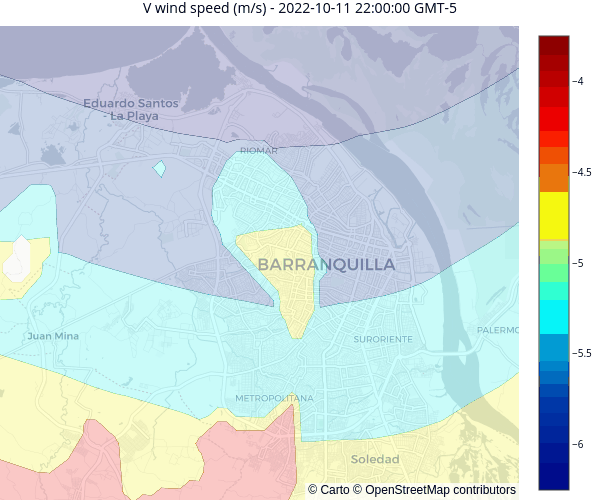 V wind speed (m/s) - 2022-10-11 22:00:00 GMT-5
−4
Eduardo Santos
- La Playa
RIOMAR
−4.5
BARRANQUILLA
−5
Juan Mina
SURORIENTE
PALERMO
−5.5
METROPOLITANA
−6
Soledad
© Carto © OpenStreetMap contributors